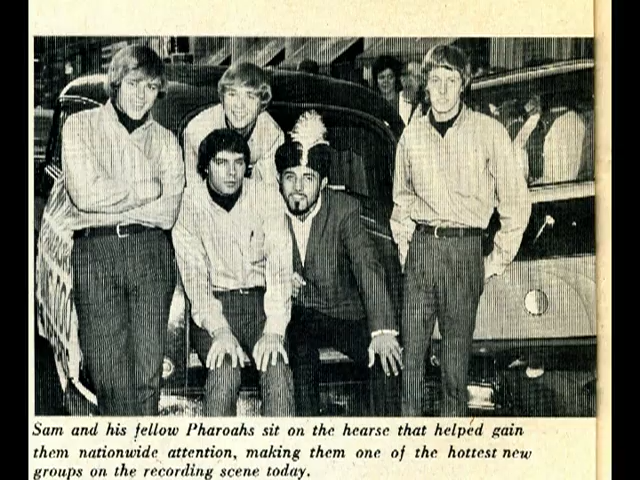 Sam and his fellow Pharoahs sit on the hearse that helped gain
them nationwide attention, making them one of the hottest new
groups on the recording scene today.